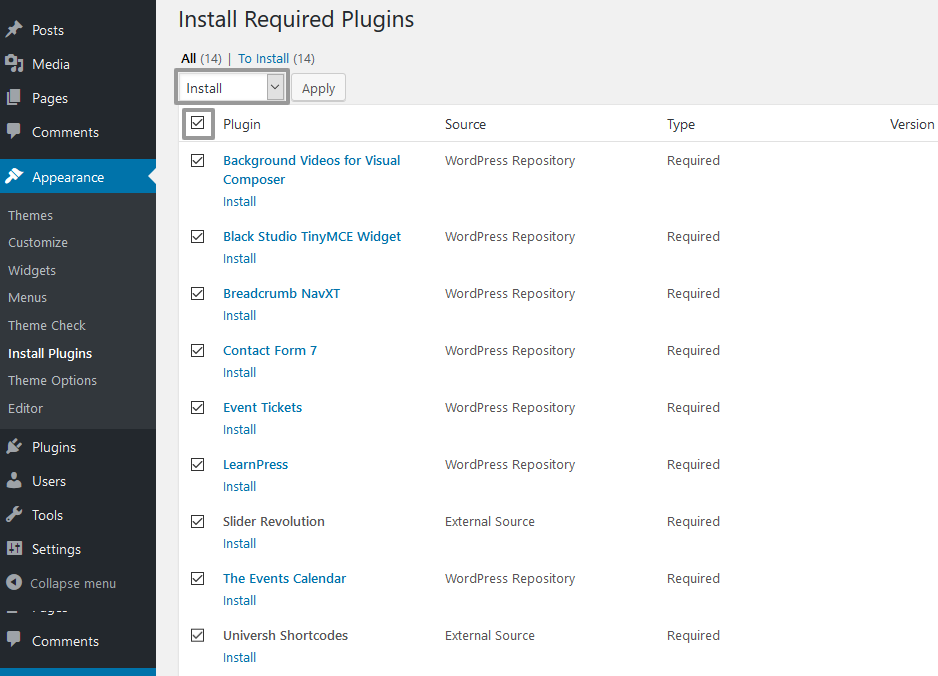 Install Required Plugins
All (14) | To Install (14)
Install
Apply
Plugin Source Type Version
Background Videos for Visual WordPress Repository Required
Composer
Install
Black Studio TinyMCE Widget WordPress Repository Required
Install
Breadcrumb NavXT WordPress Repository Required
Install
Contact Form 7 WordPress Repository Required
Install
Event Tickets WordPress Repository Required
Install
LearnPress WordPress Repository Required
Install
Slider Revolution External Source Required
Install
The Events Calendar WordPress Repository Required
Install
Universh Shortcodes External Source Required
Install
Posts
Media
Pages
Comments
Appearance
Themes
Customize
Widgets
Menus
Theme Check
Install Plugins
Theme Options
Editor
Plugins
Users
Tools
Settings
Collapse menu
Comments